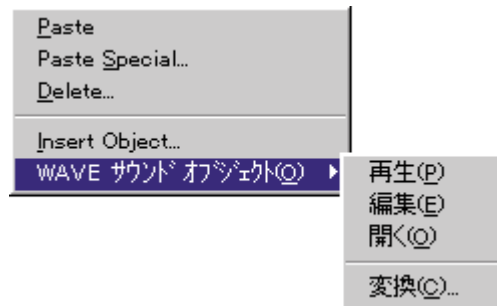 Paste
Paste Special...
Delete...
Insert Object...
WAVE ｻｳﾝﾄﾞ ｵﾌﾞｼﾞｪｸﾄ(O)
再生(P)
編集(E)
開く(O)
変換(C)...